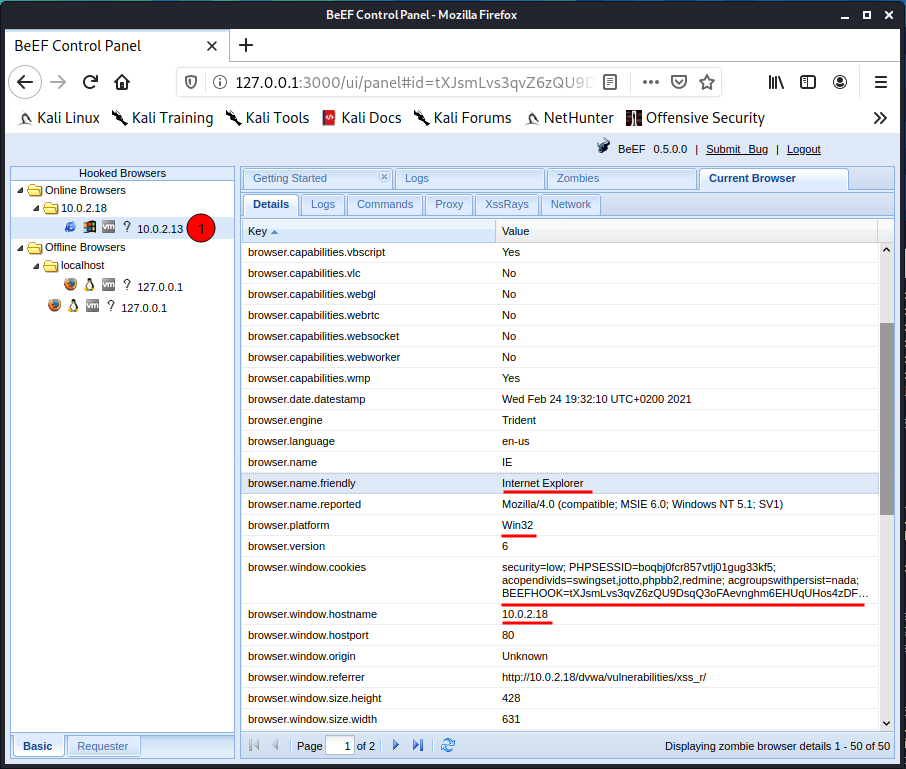 BeEF Control Panel - Mozilla Firefox
BeEF Control Panel
127.0.0.1:3000/ui/panel#id=tXJsmLvs3qvZ6zQU9D
Kali Linux Kali Training Kali Tools Kali Docs Kali Forums NetHunter Offensive Security
BeEF 0.5.0.0 | Submit Bug | Logout
Hooked Browsers
Online Browsers
10.0.2.18
vm ? 10.0.2.13 1
Offline Browsers
localhost
vm ? 127.0.0.1
vm ? 127.0.0.1
Basic Requester
Getting Started Logs Zombies Current Browser
Details Logs Commands Proxy XssRays Network
Key Value
browser.capabilities.vbscript Yes
browser.capabilities.vlc No
browser.capabilities.webgl No
browser.capabilities.webrtc No
browser.capabilities.websocket No
browser.capabilities.webworker No
browser.capabilities.wmp Yes
browser.date.datestamp Wed Feb 24 19:32:10 UTC+0200 2021
browser.engine Trident
browser.language en-us
browser.name IE
browser.name.friendly Internet Explorer
browser.name.reported Mozilla/4.0 (compatible; MSIE 6.0; Windows NT 5.1; SV1)
browser.platform Win32
browser.version 6
browser.window.cookies security=low; PHPSESSID=boqbj0fcr857vtlj01gug33kf5;
acopendivids=swingset,jotto,phpbb2,redmine; acgroupswithpersist=nada;
BEEFHOOK=tXJsmLvs3qvZ6zQU9DsqQ3oFAevnghm6EHUqUHos4zDF...
browser.window.hostname 10.0.2.18
browser.window.hostport 80
browser.window.origin Unknown
browser.window.referrer http://10.0.2.18/dvwa/vulnerabilities/xss_r/
browser.window.size.height 428
browser.window.size.width 631
Page 1 of 2 Displaying zombie browser details 1 - 50 of 50